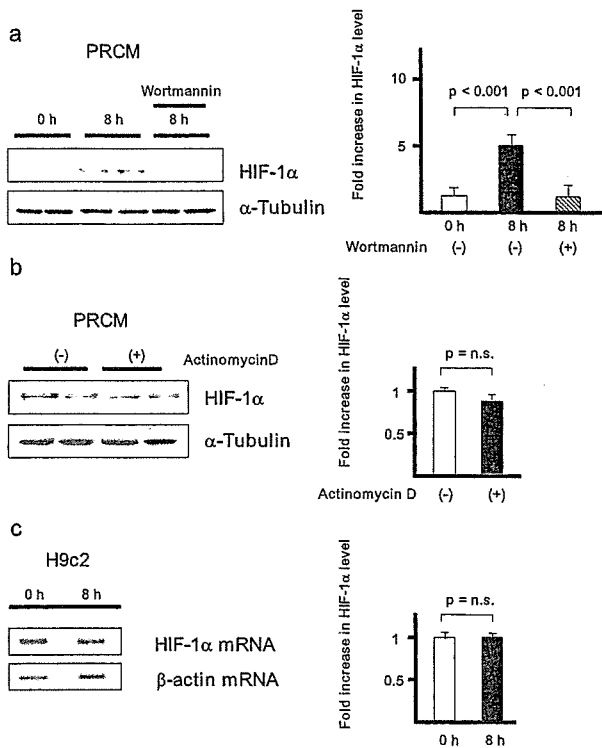 a
PRCM
Wortmannin
0 h 8 h 8 h
HIF-1α
α-Tubulin
Fold increase in HIF-1α level
10
5
p < 0.001 p < 0.001
0 h 8 h 8 h
Wortmannin (-) (-) (+)
b
PRCM
(-) (+) ActinomycinD
HIF-1α
α-Tubulin
Fold increase in HIF-1α level
1
0.5
p = n.s.
Actinomycin D (-) (+)
c
H9c2
0 h 8 h
HIF-1α mRNA
β-actin mRNA
Fold increase in HIF-1α level
1
0.5
p = n.s.
0 h 8 h